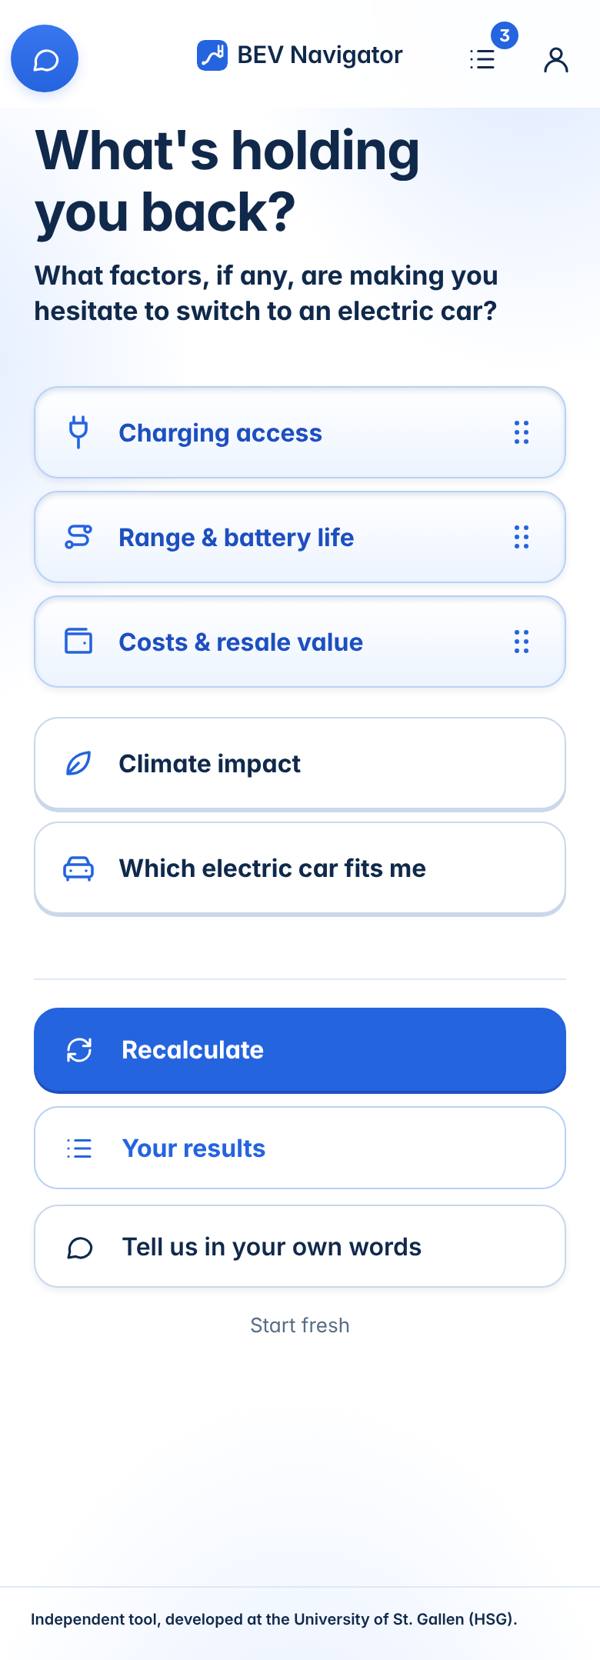 BEV Navigator
3
What's holding
you back?
What factors, if any, are making you
hesitate to switch to an electric car?
Charging access
Range & battery life
Costs & resale value
Climate impact
Which electric car fits me
Recalculate
Your results
Tell us in your own words
Start fresh
Independent tool, developed at the University of St. Gallen (HSG).